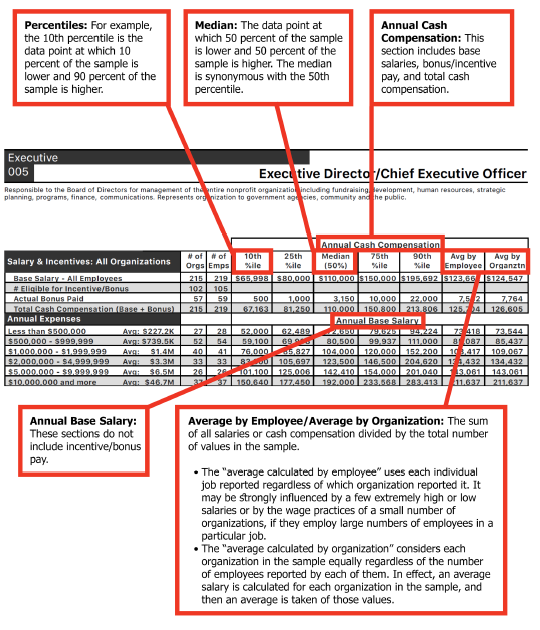 Percentiles: For example,
the 10th percentile is the
data point at which 10
percent of the sample is
lower and 90 percent of the
sample is higher.
Median: The data point at
which 50 percent of the sample
is lower and 50 percent of the
sample is higher. The median
is synonymous with the 50th
percentile.
Annual Cash
Compensation: This
section includes base
salaries, bonus/incentive
pay, and total cash
compensation.
Executive
005
Executive Director/Chief Executive Officer
Responsible to the Board of Directors for management of the entire nonprofit organization including fundraising, development, human resources, strategic
planning, programs, finance, communications. Represents organization to government agencies, community and the public.
Annual Cash Compensation
Salary & Incentives: All Organizations # of Orgs # of Emps 10th %ile 25th %ile Median (50%) 75th %ile 90th %ile Avg by Employee Avg by Organztn
Base Salary - All Employees 215 219 $65,998 $80,000 $110,000 $150,000 $195,692 $124,547
# Eligible for Incentive/Bonus 102 105
Actual Bonus Paid 57 59 500 1,000 3,150 10,000 22,000 7,764
Total Cash Compensation (Base + Bonus) 215 219 67,163 81,250 110,000 150,800 213,806 126,605
Annual Expenses Annual Base Salary
Less than $500,000 Avg: $227.2K 27 28 52,000 62,489 79,625 94,224 73,544
$500,000 - $999,999 Avg: $739.5K 52 54 59,100 80,500 99,937 111,000 85,437
$1,000,000 - $1,999,999 Avg: $1.4M 40 41 76,000 104,000 120,000 152,200 109,067
$2,000,000 - $4,999,999 Avg: $3.3M 33 33 105,697 123,500 146,500 204,620 134,432
$5,000,000 - $9,999,999 Avg: $6.5M 26 26 101,100 125,006 142,410 154,000 201,040 143,061 143,061
$10,000,000 and more Avg: $46.7M 37 37 150,640 177,450 192,000 233,568 283,413 211,637 211,637
Annual Base Salary:
These sections do not
include incentive/bonus
pay.
Average by Employee/Average by Organization: The sum
of all salaries or cash compensation divided by the total number
of values in the sample.
• The “average calculated by employee” uses each individual
job reported regardless of which organization reported it. It
may be strongly influenced by a few extremely high or low
salaries or by the wage practices of a small number of
organizations, if they employ large numbers of employees in a
particular job.
• The “average calculated by organization” considers each
organization in the sample equally regardless of the number
of employees reported by each of them. In effect, an average
salary is calculated for each organization in the sample, and
then an average is taken of those values.